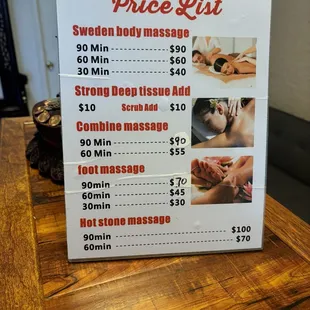 Price List
Sweden body massage
90 Min ---------------- $90
60 Min ---------------- $60
30 Min ---------------- $40
Strong Deep tissue Add
$10 Scrub Add $10
Combine massage
90 Min ---------------- $90
60 Min ---------------- $55
foot massage
90min ---------------- $70
60min ---------------- $45
30min ---------------- $30
Hot stone massage
90min ---------------- $100
60min ---------------- $70